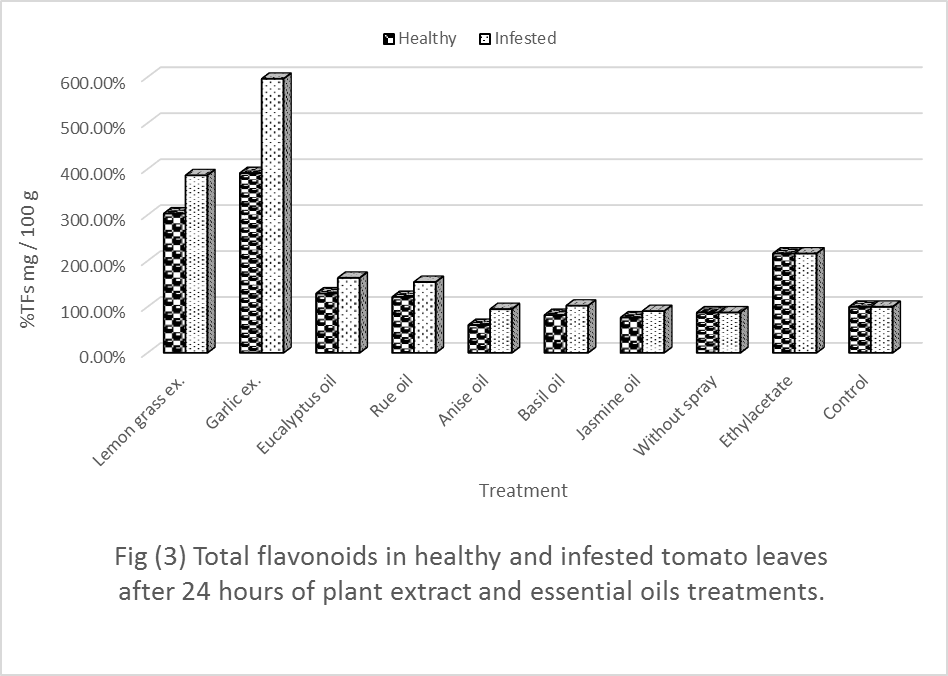 Healthy Infested
600.00%
500.00%
400.00%
300.00%
200.00%
100.00%
0.00%
%TFs mg / 100 g
Lemon grass ex.
Garlic ex.
Eucalyptus oil
Rue oil
Anise oil
Basil oil
Jasmine oil
Without spray
Ethylacetate
Control
Treatment
Fig (3) Total flavonoids in healthy and infested tomato leaves
after 24 hours of plant extract and essential oils treatments.